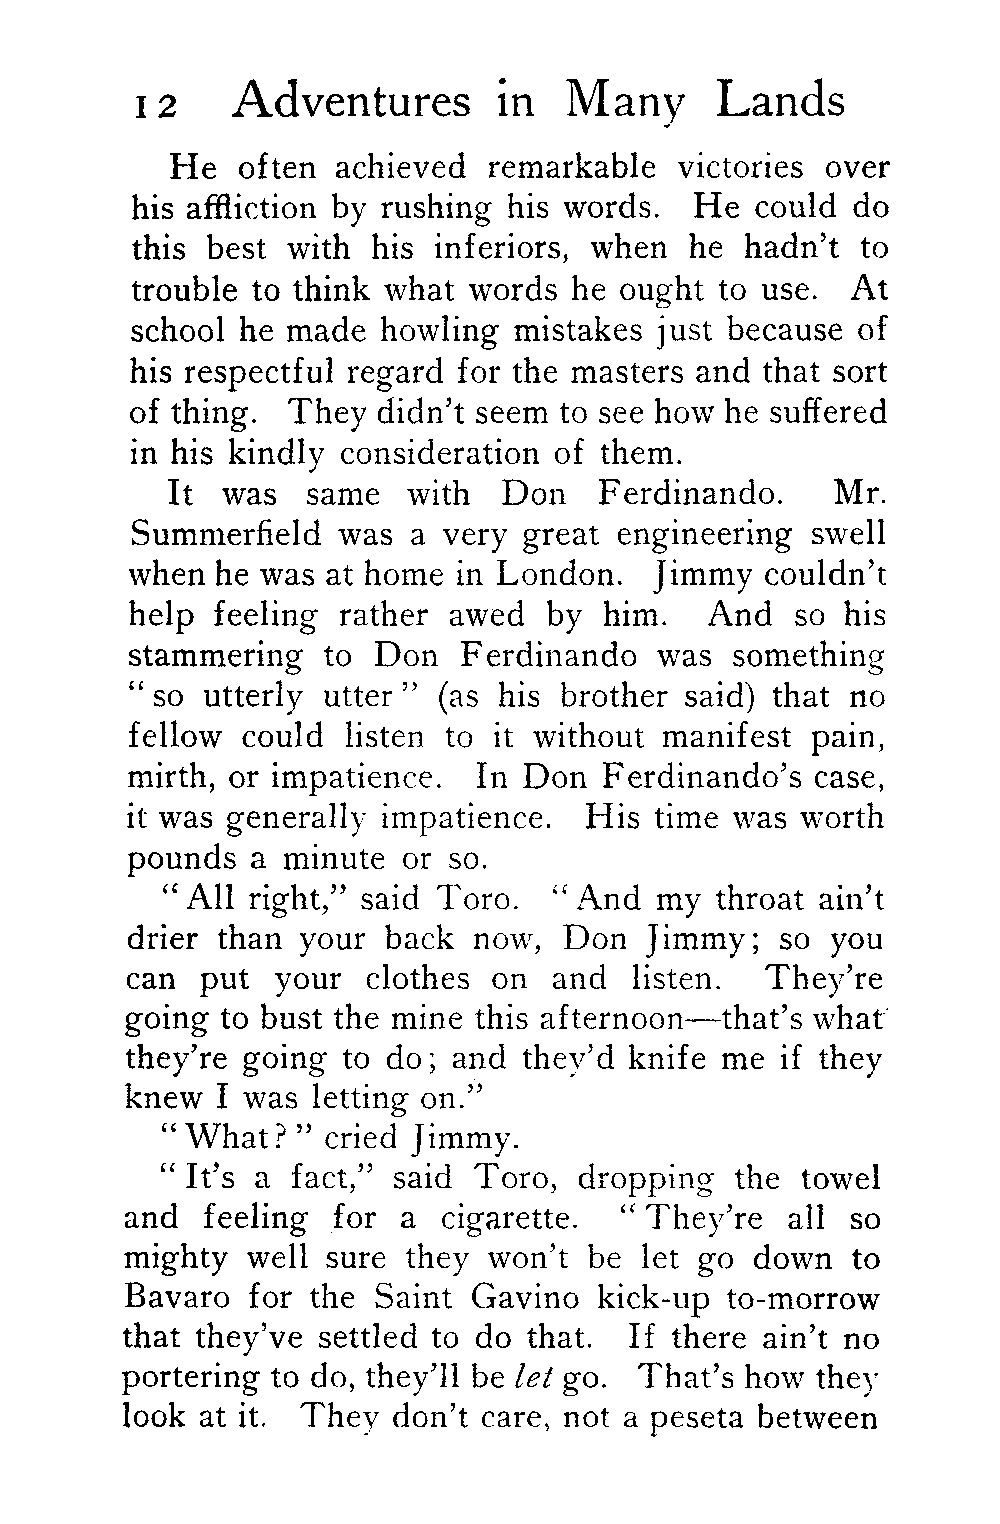 12 Adventures in Many Lands
He often achieved remarkable victories over
his affliction by rushing his words. He could do
this best with his inferiors, when he hadn't to
trouble to think what words he ought to use. At
school he made howling mistakes just because of
his respectful regard for the masters and that sort
of thing. They didn't seem to see how he suffered
in his kindly consideration of them.
It was same with Don Ferdinando. Mr.
Summerfield was a very great engineering swell
when he was at home in London. Jimmy couldn't
help feeling rather awed by him. And so his
stammering to Don Ferdinando was something
“so utterly utter” (as his brother said) that no
fellow could listen to it without manifest pain,
mirth, or impatience. In Don Ferdinando's case,
it was generally impatience. His time was worth
pounds a minute or so.
“All right,” said Toro. “And my throat ain't
drier than your back now, Don Jimmy; so you
can put your clothes on and listen. They're
going to bust the mine this afternoon—that's what
they're going to do; and they'd knife me if they
knew I was letting on.”
“What?” cried Jimmy.
“It's a fact,” said Toro, dropping the towel
and feeling for a cigarette. “They're all so
mighty well sure they won't be let go down to
Bavaro for the Saint Gavino kick-up to-morrow
that they've settled to do that. If there ain't no
portering to do, they'll be let go. That's how they
look at it. They don't care, not a peseta between